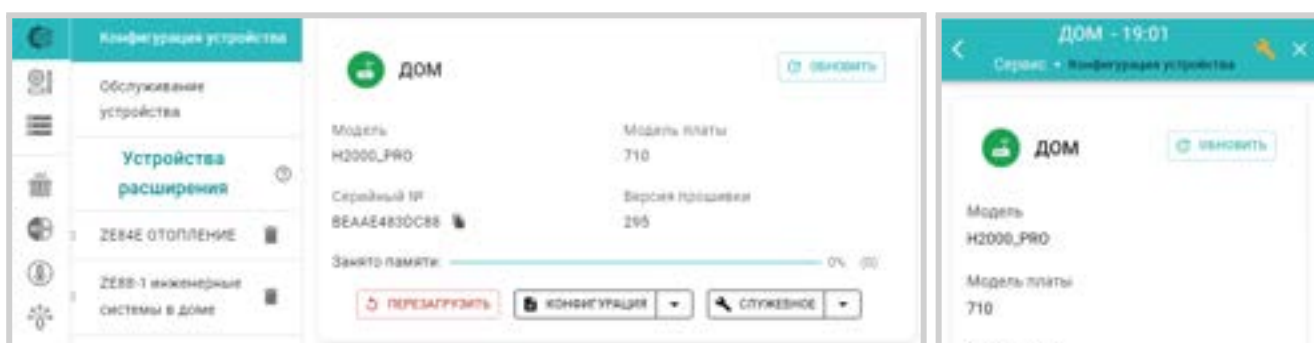 Конфигурация устройства
Обслуживание
устройства
Устройства
расширения
ZE84E ОТОПЛЕНИЕ
ZE88-1 инженерные
системы в доме
ДОМ
ОБНОВИТЬ
Модель
Модель платы
H2000_PRO
710
Серийный №
Версия прошивки
BEAAE4830C88
295
Занято памяти:
0% (0)
ПЕРЕЗАГРУЗИТЬ
КОНФИГУРАЦИЯ
СЛУЖЕБНОЕ
ДОМ - 19:01
Сервис • Конфигурация устройства
ДОМ
ОБНОВИТЬ
Модель
H2000_PRO
Модель платы
710